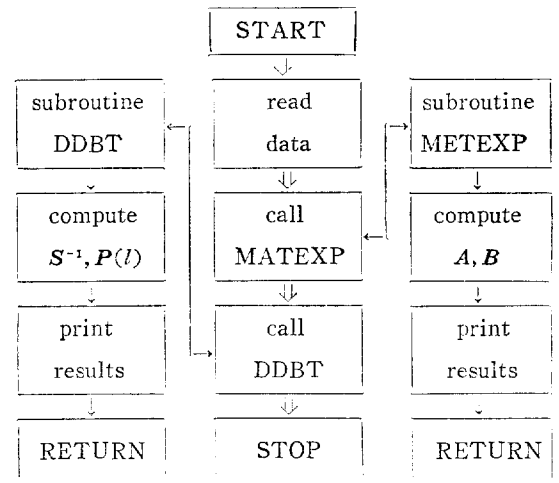 START
subroutine
DDBT
read
data
subroutine
METEXP
compute
S⁻¹, P(l)
call
MATEXP
compute
A, B
print
results
call
DDBT
print
results
RETURN
STOP
RETURN